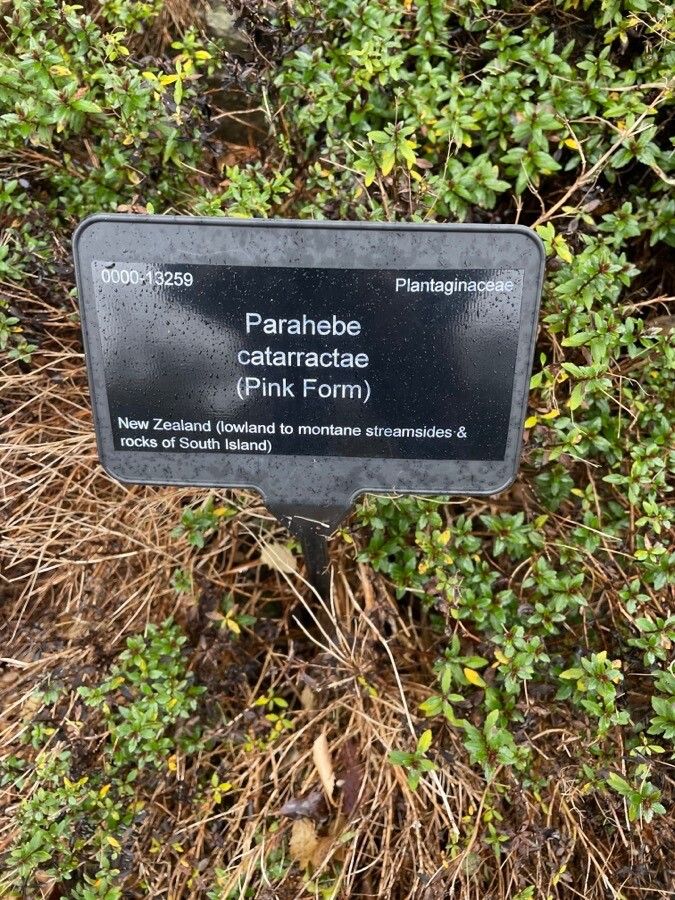 0000-13259 Plantaginaceae
Parahebe
catarractae
(Pink Form)
New Zealand (lowland to montane streamsides &
rocks of South Island)